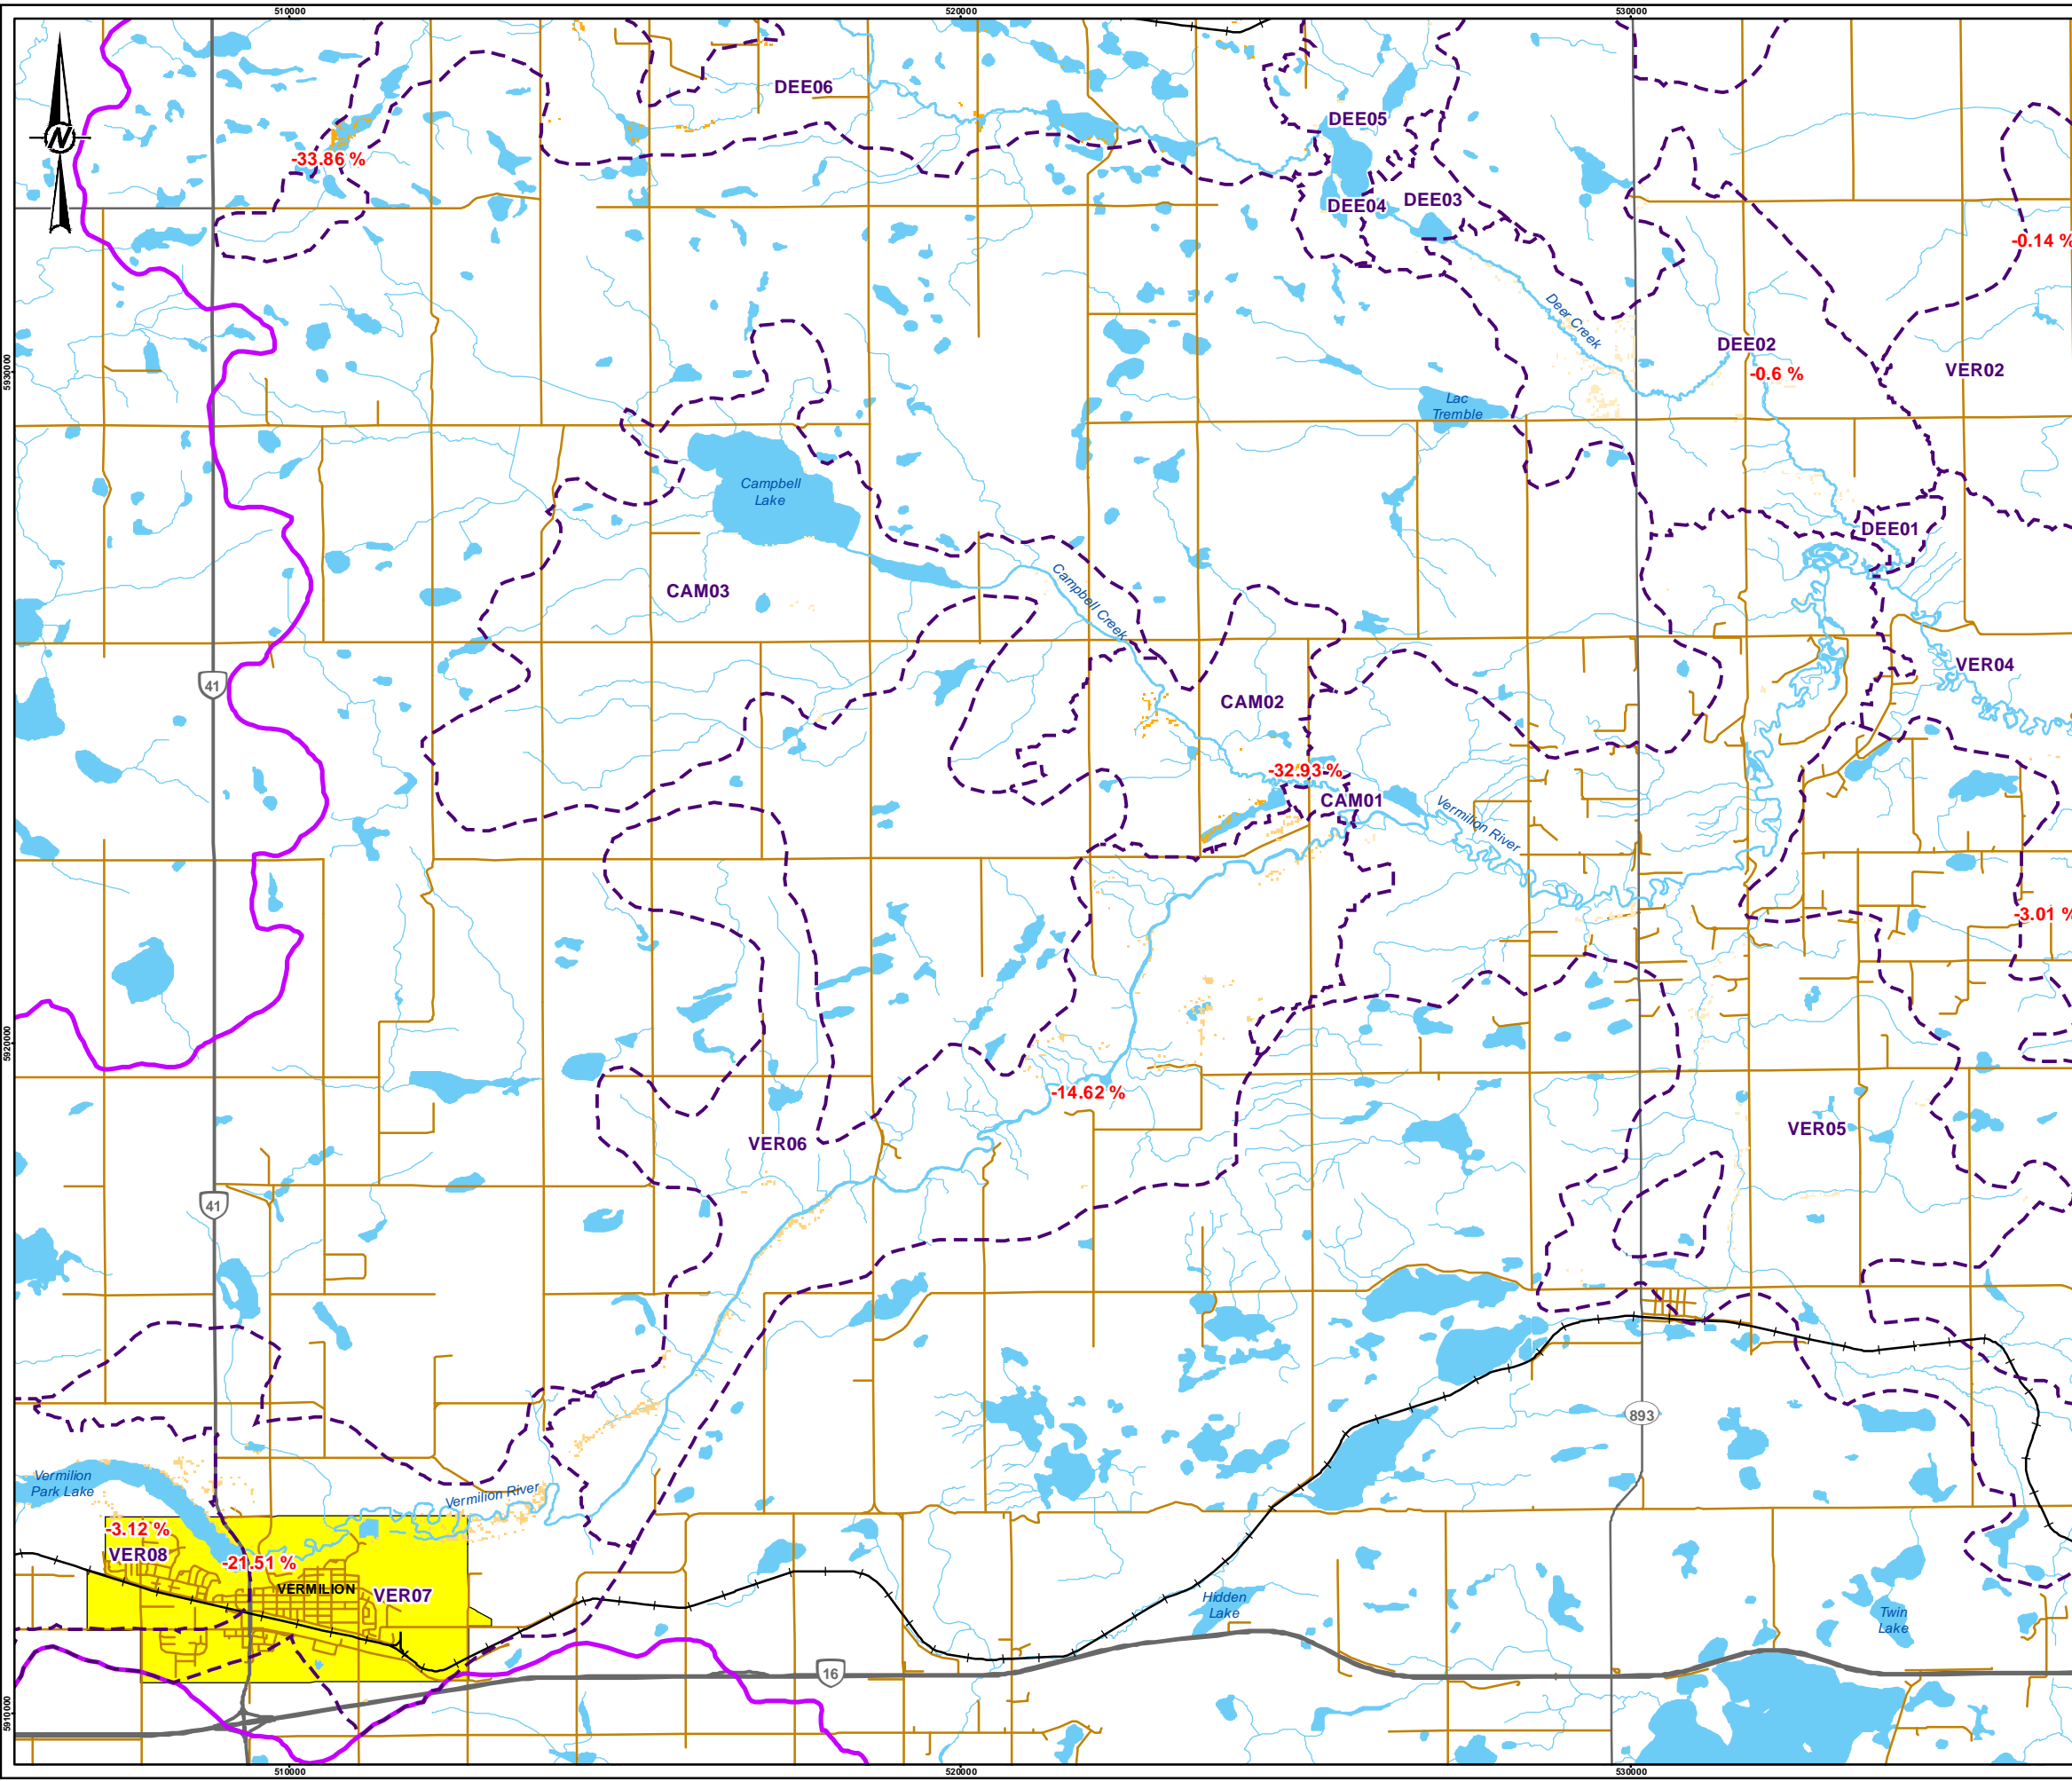 510000
520000
530000
DEE06
DEE05
N
-33.86 %
DEE04
DEE03
-0.14 %
Deer Creek
DEE02
-0.6 %
VER02
5930000
Lac
Tremble
Campbell
Lake
DEE01
CAM03
Campbell Creek
VER04
41
CAM02
-32.93 %
CAM01
Vermilion River
-3.01 %
5920000
-14.62 %
VER05
VER06
41
893
Vermilion
Park Lake
Vermilion River
-3.12 %
VER08
-21.51 %
VERMILION
VER07
Hidden
Lake
Twin
Lake
16
5910000
510000
520000
530000